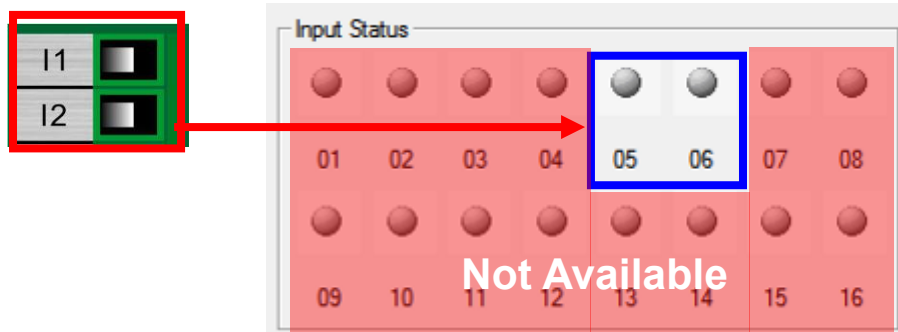 I1
I2
Input Status
01 02 03 04 05 06 07 08
Not Available
09 10 11 12 13 14 15 16